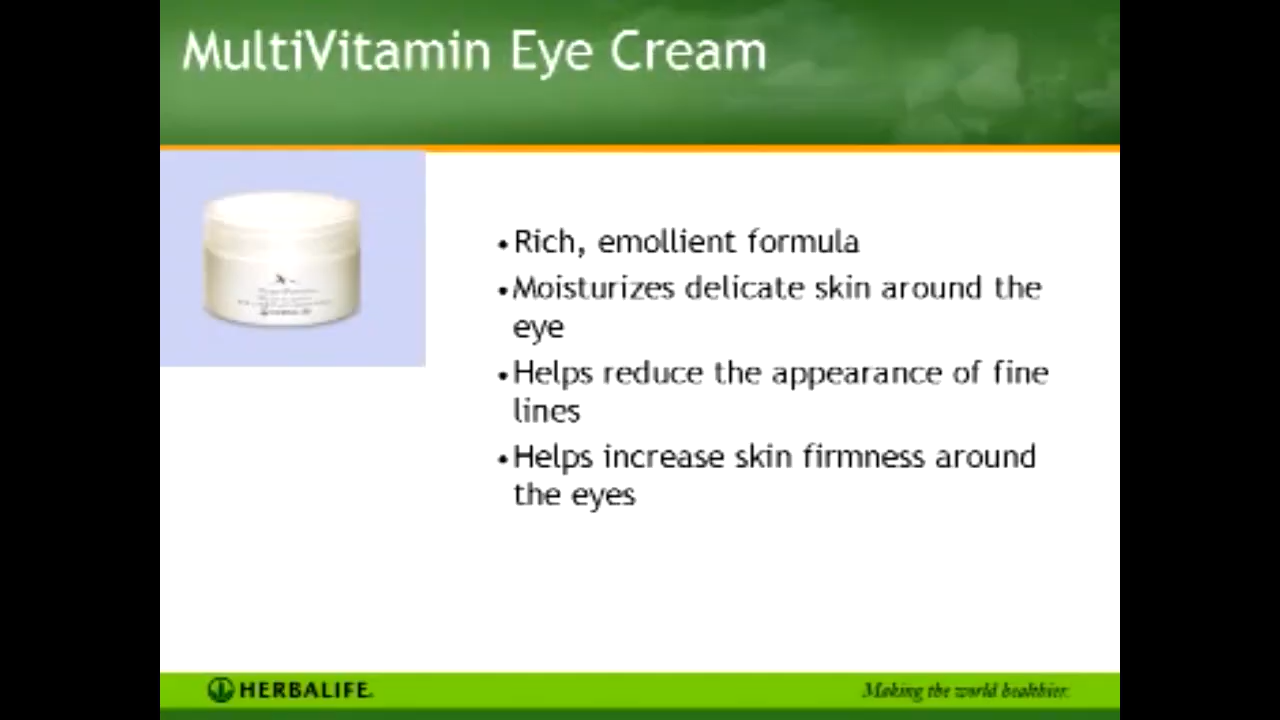 MultiVitamin Eye Cream
•Rich, emollient formula
•Moisturizes delicate skin around the
eye
•Helps reduce the appearance of fine
lines
•Helps increase skin firmness around
the eyes
HERBALIFE.
Making the world healthier.